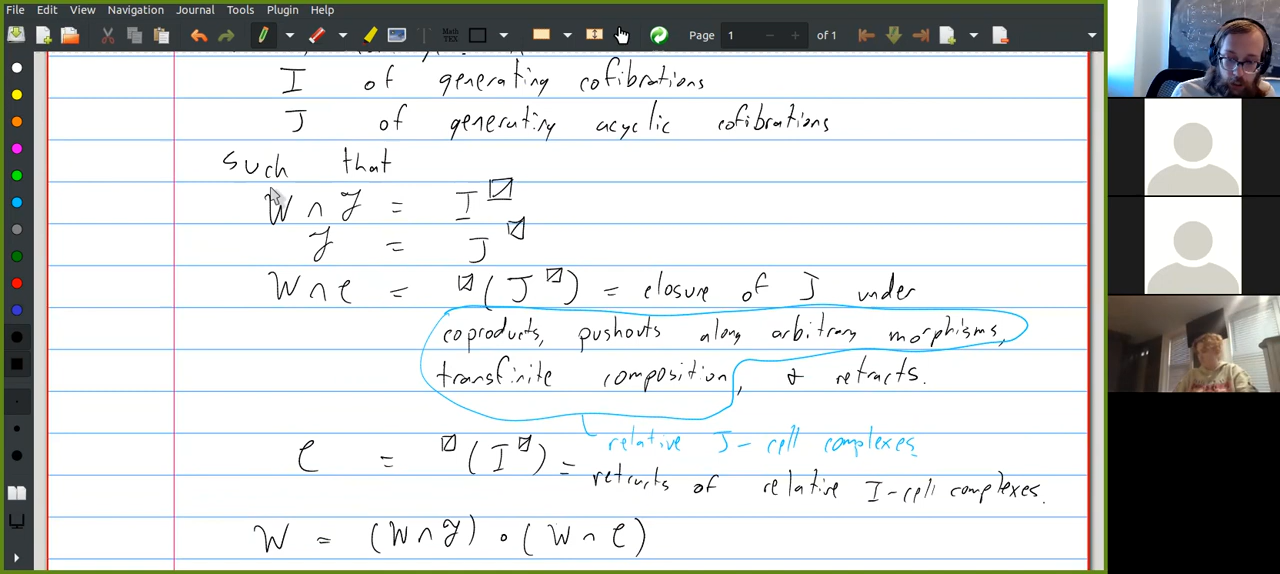 File Edit View Navigation Journal Tools Plugin Help
Page 1 of 1
I of generating cofibrations
J of generating acyclic cofibrations
such that
W ∩ F = I^⧄
F = J^⧄
W ∩ C = ^⧄(J^⧄) = closure of J under
coproducts, pushouts along arbitrary morphisms,
transfinite composition, & retracts.
relative J-cell complexes
C = ^⧄(I^⧄) = retracts of relative I-cell complexes.
W = (W ∩ F) ∘ (W ∩ C)